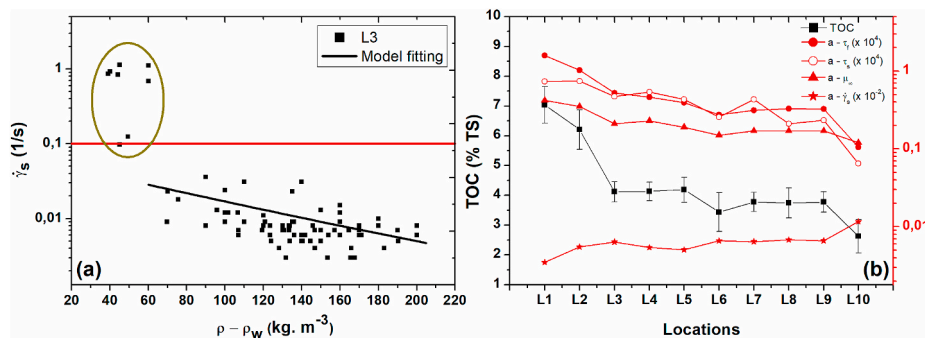 L3
Model fitting
γ̇s (1/s)
1
0,1
0,01
(a)
20 40 60 80 100 120 140 160 180 200 220
ρ – ρw (kg. m⁻³)
TOC
a - τf (x 10⁴)
a - τs (x 10⁴)
a - μ∞
a - γ̇s (x 10⁻²)
TOC (% TS)
10
9
8
7
6
5
4
3
2
1
1
0,1
0,01
(b)
L1 L2 L3 L4 L5 L6 L7 L8 L9 L10
Locations